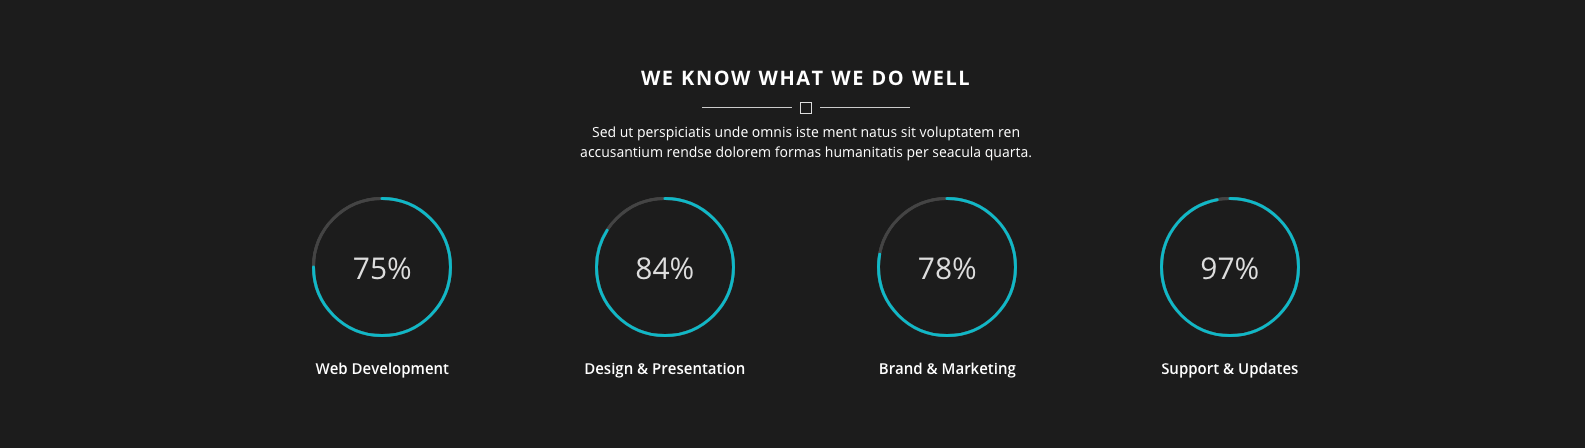 WE KNOW WHAT WE DO WELL
Sed ut perspiciatis unde omnis iste ment natus sit voluptatem ren
accusantium rendse dolorem formas humanitatis per seacula quarta.
75%
84%
78%
97%
Web Development
Design & Presentation
Brand & Marketing
Support & Updates